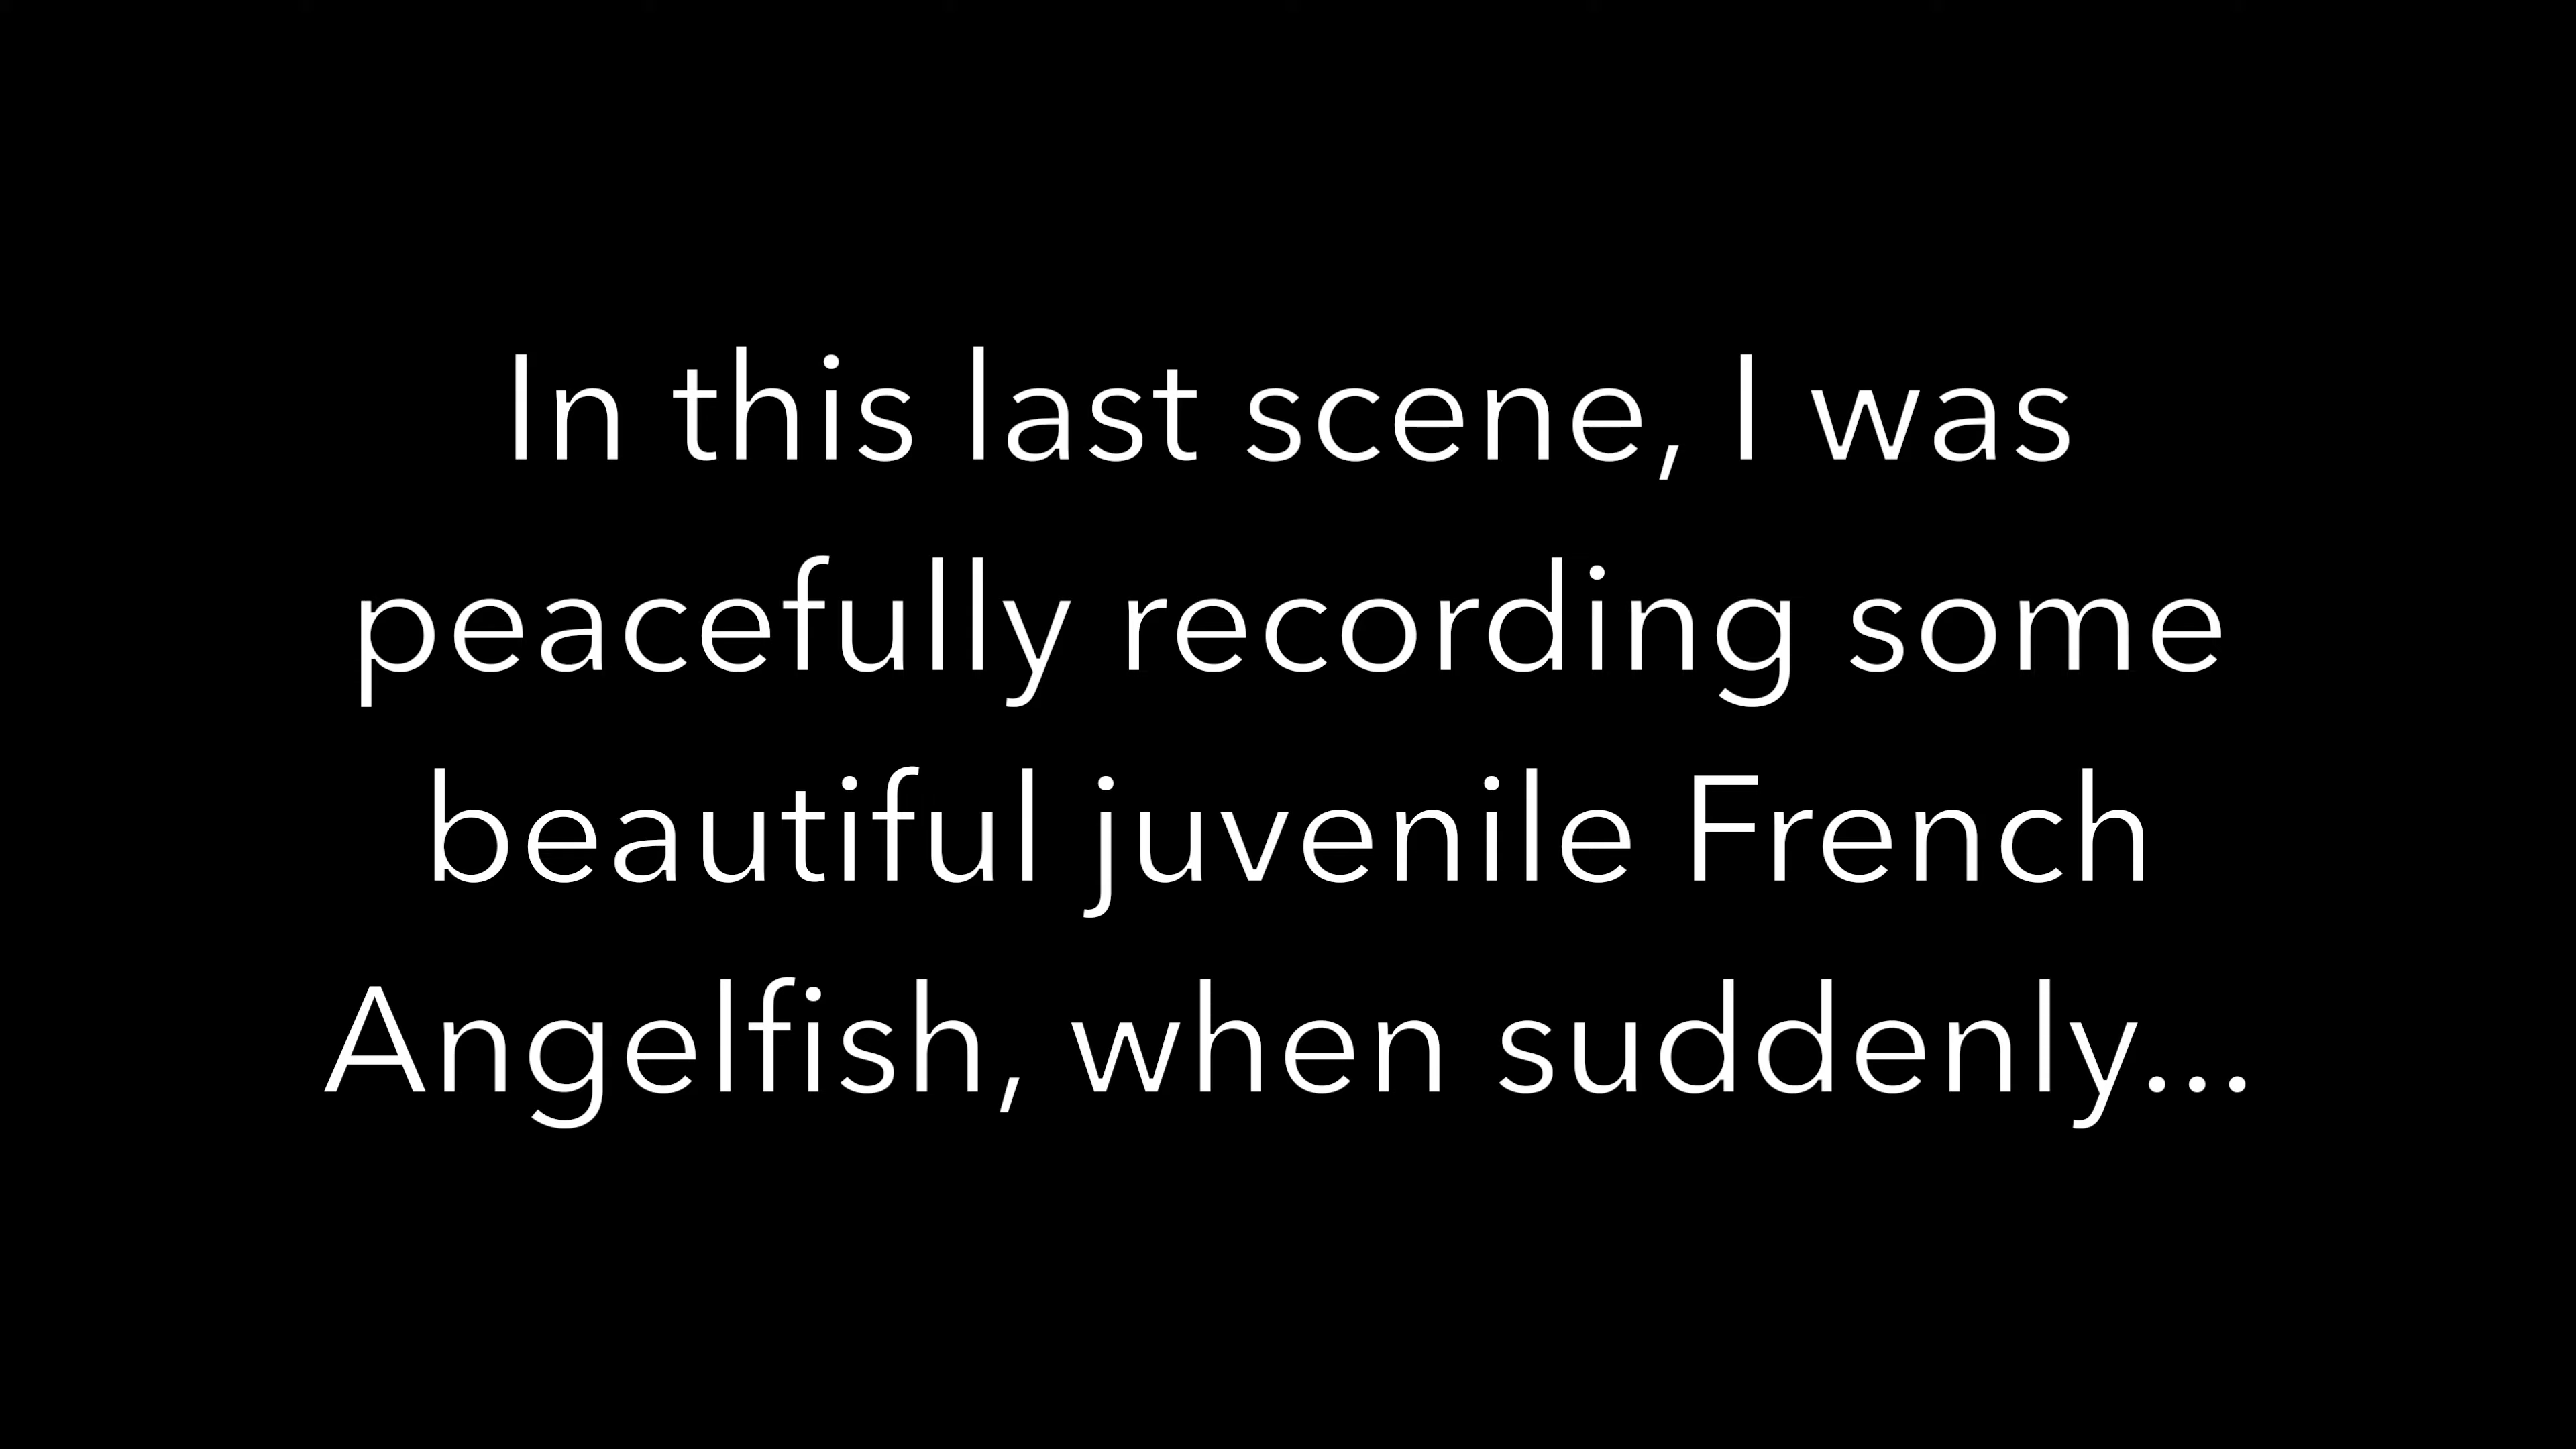 In this last scene, I was
peacefully recording some
beautiful juvenile French
Angelfish, when suddenly...